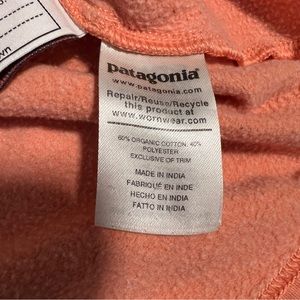 patagonia
www.patagonia.com
Repair/Reuse/Recycle
this product at
www.wornwear.com
60% ORGANIC COTTON, 40%
POLYESTER
EXCLUSIVE OF TRIM
MADE IN INDIA
FABRIQUÉ EN INDE
HECHO EN INDIA
FATTO IN INDIA